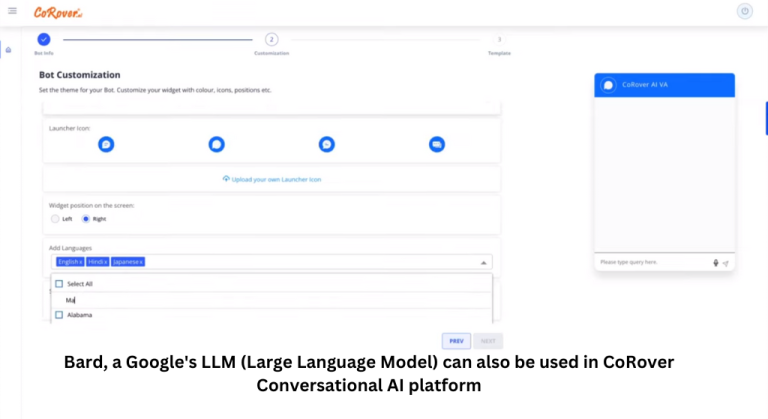 CoRover.ai
2
3
Bot Info
Customization
Template
Bot Customization
Set the theme for your Bot. Customize your widget with colour, icons, positions etc.
Launcher Icon:
Upload your own Launcher Icon
Widget position on the screen:
Left Right
Add Languages
English x Hindi x Japanese x
Select All
Ma
Alabama
PREV NEXT
CoRover AI VA
Please type query here.
Bard, a Google's LLM (Large Language Model) can also be used in CoRover
Conversational AI platform